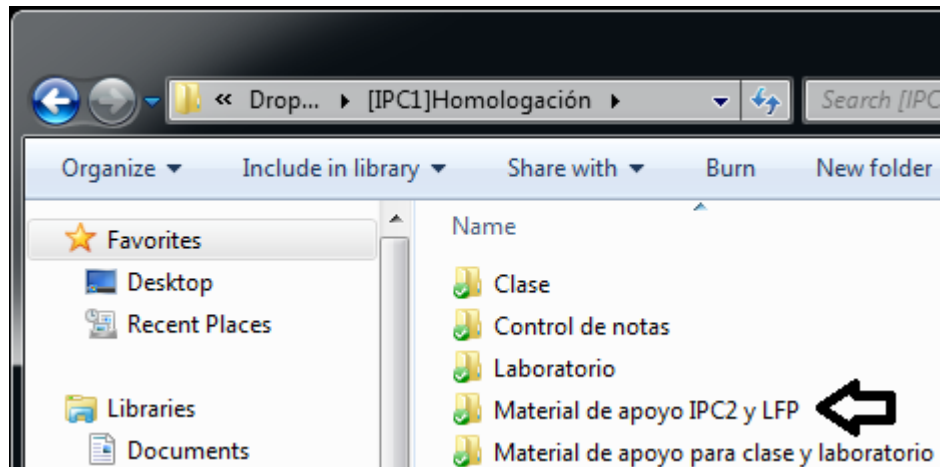 « Drop... ▸ [IPC1]Homologación ▸
Search [IPC
Organize ▼ Include in library ▼ Share with ▼ Burn New folder
Favorites
Desktop
Recent Places
Libraries
Documents
Name
Clase
Control de notas
Laboratorio
Material de apoyo IPC2 y LFP
Material de apoyo para clase y laboratorio